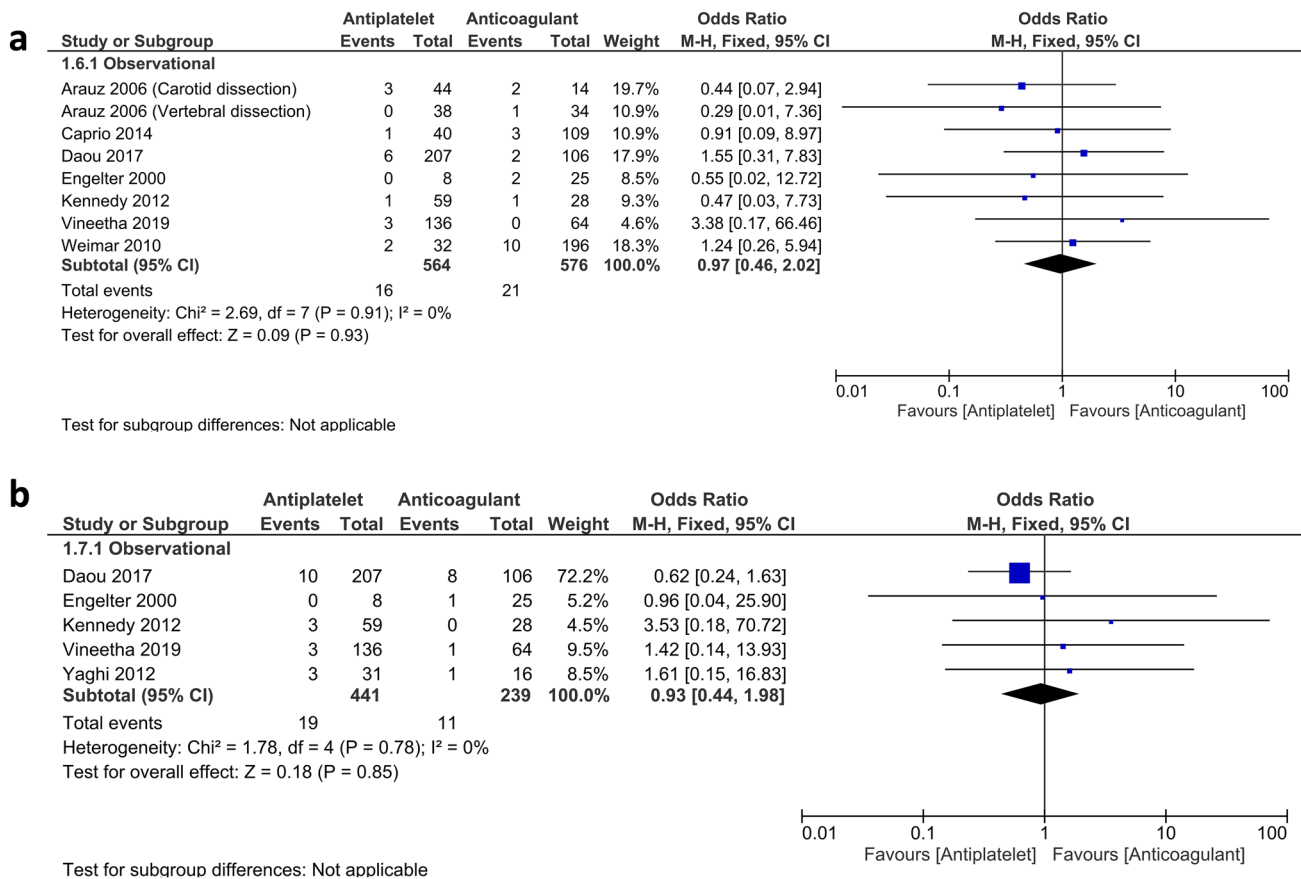 a
Antiplatelet Anticoagulant Odds Ratio Odds Ratio
Study or Subgroup Events Total Events Total Weight M-H, Fixed, 95% CI M-H, Fixed, 95% CI
1.6.1 Observational
Arauz 2006 (Carotid dissection) 3 44 2 14 19.7% 0.44 [0.07, 2.94]
Arauz 2006 (Vertebral dissection) 0 38 1 34 10.9% 0.29 [0.01, 7.36]
Caprio 2014 1 40 3 109 10.9% 0.91 [0.09, 8.97]
Daou 2017 6 207 2 106 17.9% 1.55 [0.31, 7.83]
Engelter 2000 0 8 2 25 8.5% 0.55 [0.02, 12.72]
Kennedy 2012 1 59 1 28 9.3% 0.47 [0.03, 7.73]
Vineetha 2019 3 136 0 64 4.6% 3.38 [0.17, 66.46]
Weimar 2010 2 32 10 196 18.3% 1.24 [0.26, 5.94]
Subtotal (95% CI) 564 576 100.0% 0.97 [0.46, 2.02]
Total events 16 21
Heterogeneity: Chi² = 2.69, df = 7 (P = 0.91); I² = 0%
Test for overall effect: Z = 0.09 (P = 0.93)
0.01 0.1 1 10 100
Favours [Antiplatelet] Favours [Anticoagulant]
Test for subgroup differences: Not applicable
b
Antiplatelet Anticoagulant Odds Ratio Odds Ratio
Study or Subgroup Events Total Events Total Weight M-H, Fixed, 95% CI M-H, Fixed, 95% CI
1.7.1 Observational
Daou 2017 10 207 8 106 72.2% 0.62 [0.24, 1.63]
Engelter 2000 0 8 1 25 5.2% 0.96 [0.04, 25.90]
Kennedy 2012 3 59 0 28 4.5% 3.53 [0.18, 70.72]
Vineetha 2019 3 136 1 64 9.5% 1.42 [0.14, 13.93]
Yaghi 2012 3 31 1 16 8.5% 1.61 [0.15, 16.83]
Subtotal (95% CI) 441 239 100.0% 0.93 [0.44, 1.98]
Total events 19 11
Heterogeneity: Chi² = 1.78, df = 4 (P = 0.78); I² = 0%
Test for overall effect: Z = 0.18 (P = 0.85)
0.01 0.1 1 10 100
Favours [Antiplatelet] Favours [Anticoagulant]
Test for subgroup differences: Not applicable